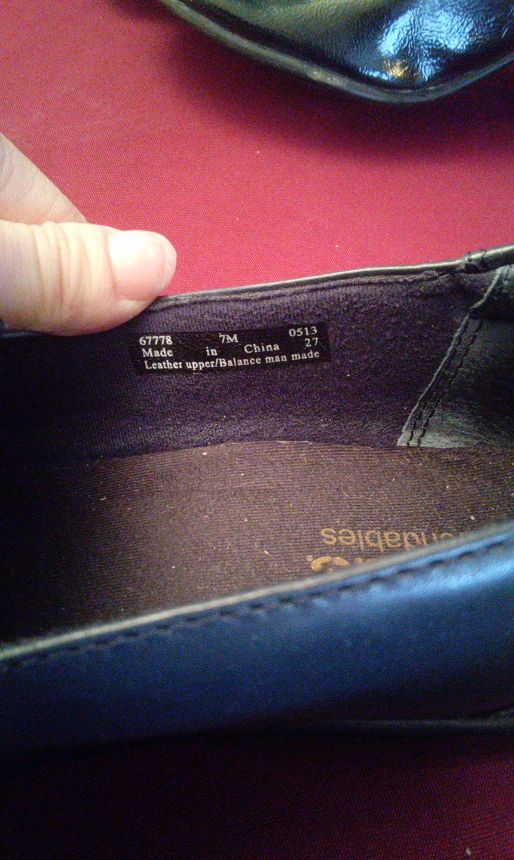 67778 7M 0513
Made in China 27
Leather upper/Balance man made